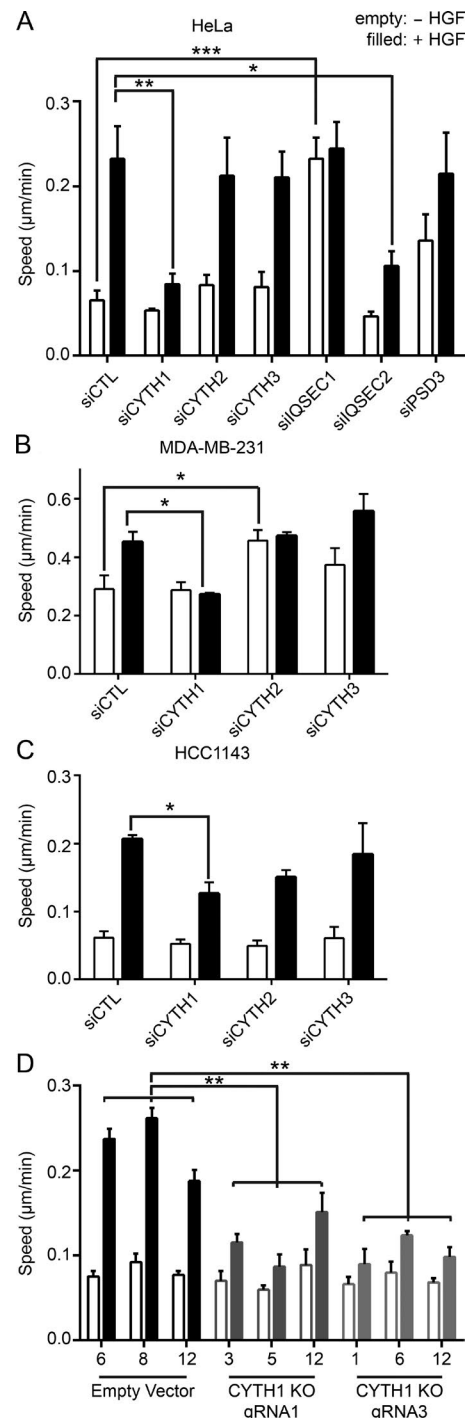 A
HeLa
empty: – HGF
filled: + HGF
***
*
**
Speed (µm/min)
0.3
0.2
0.1
0.0
siCTL
siCYTH1
siCYTH2
siCYTH3
siIQSEC1
siIQSEC2
siPSD3
B
MDA-MB-231
*
*
Speed (µm/min)
0.6
0.4
0.2
0.0
siCTL
siCYTH1
siCYTH2
siCYTH3
C
HCC1143
*
Speed (µm/min)
0.3
0.2
0.1
0.0
siCTL
siCYTH1
siCYTH2
siCYTH3
D
**
**
Speed (µm/min)
0.3
0.2
0.1
0.0
6 8 12 3 5 12 1 6 12
Empty Vector CYTH1 KO CYTH1 KO
gRNA1 gRNA3